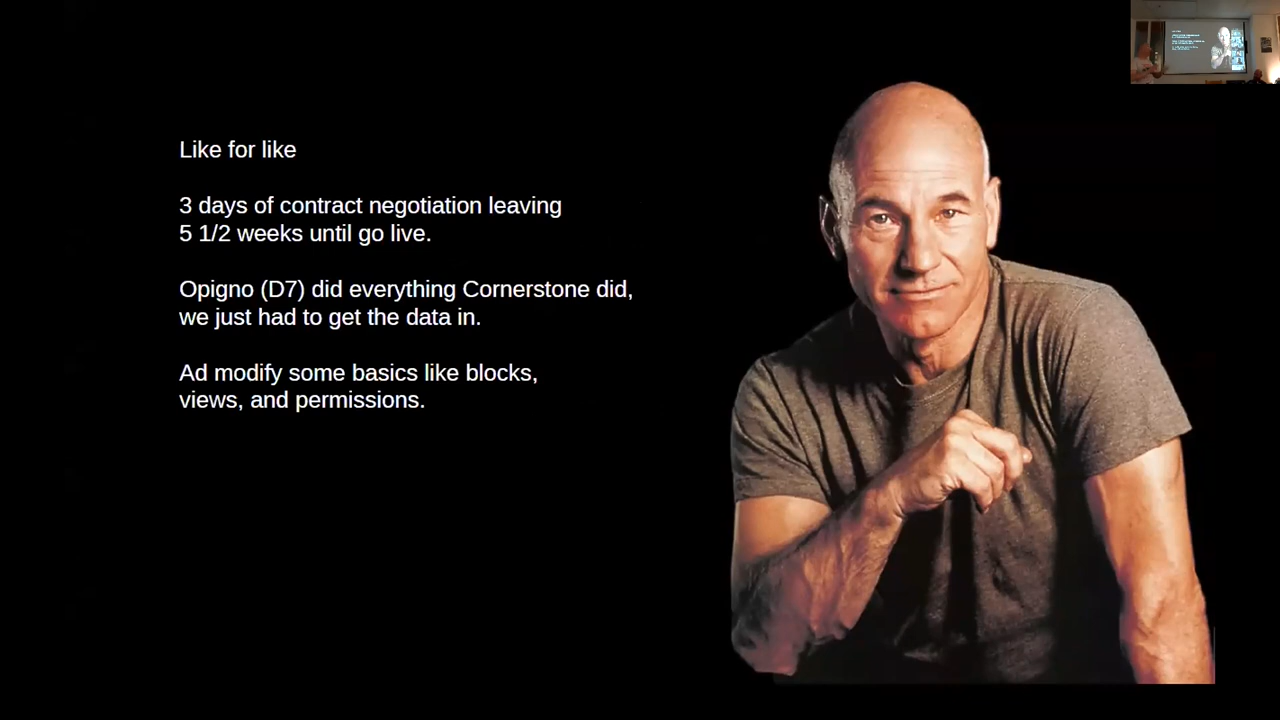 Like for like
3 days of contract negotiation leaving
5 1/2 weeks until go live.
Opigno (D7) did everything Cornerstone did,
we just had to get the data in.
Ad modify some basics like blocks,
views, and permissions.